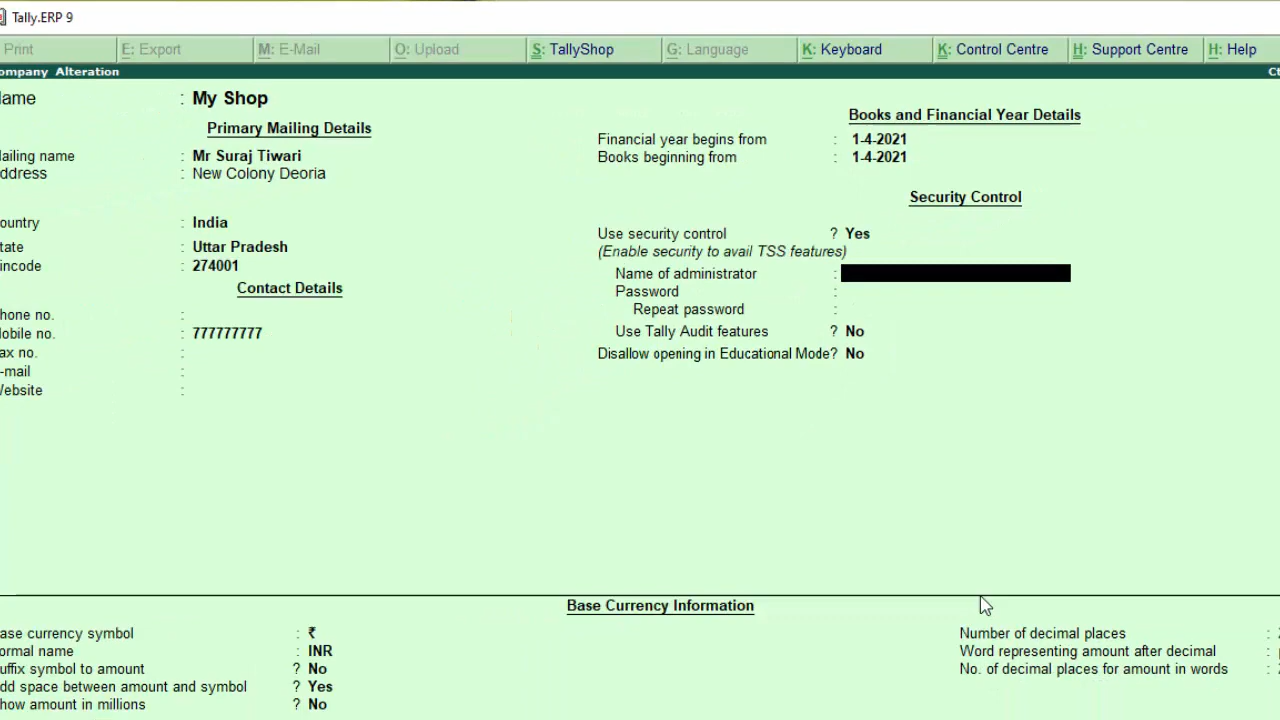 Tally.ERP 9
Print E: Export M: E-Mail O: Upload S: TallyShop G: Language K: Keyboard K: Control Centre H: Support Centre H: Help
ompany Alteration Ct
ame : My Shop
Primary Mailing Details
ailing name : Mr Suraj Tiwari
ddress : New Colony Deoria
ountry : India
tate : Uttar Pradesh
incode : 274001
Contact Details
hone no. :
obile no. : 777777777
ax no. :
-mail :
ebsite :
Books and Financial Year Details
Financial year begins from : 1-4-2021
Books beginning from : 1-4-2021
Security Control
Use security control ? Yes
(Enable security to avail TSS features)
Name of administrator :
Password :
Repeat password :
Use Tally Audit features ? No
Disallow opening in Educational Mode? No
Base Currency Information
ase currency symbol : ₹
ormal name : INR
uffix symbol to amount ? No
dd space between amount and symbol ? Yes
how amount in millions ? No
Number of decimal places :
Word representing amount after decimal :
No. of decimal places for amount in words :